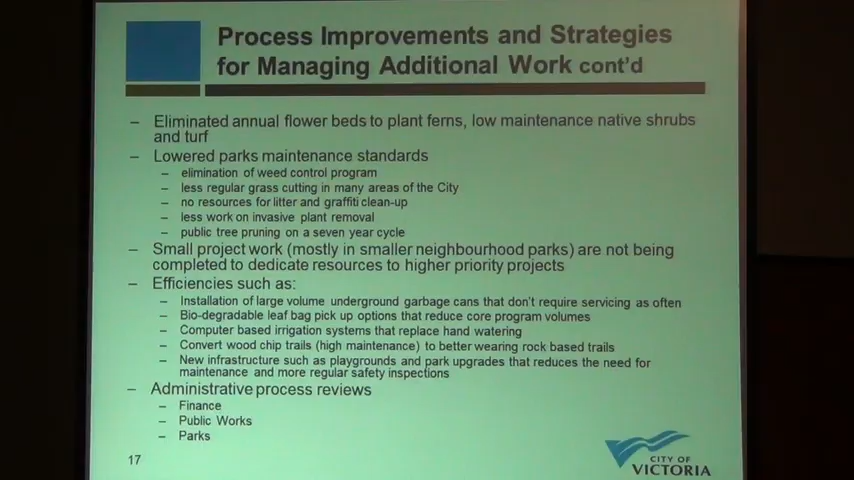 Process Improvements and Strategies
for Managing Additional Work cont'd
– Eliminated annual flower beds to plant ferns, low maintenance native shrubs
and turf
– Lowered parks maintenance standards
– elimination of weed control program
– less regular grass cutting in many areas of the City
– no resources for litter and graffiti clean-up
– less work on invasive plant removal
– public tree pruning on a seven year cycle
– Small project work (mostly in smaller neighbourhood parks) are not being
completed to dedicate resources to higher priority projects
– Efficiencies such as:
– Installation of large volume underground garbage cans that don't require servicing as often
– Bio-degradable leaf bag pick up options that reduce core program volumes
– Computer based irrigation systems that replace hand watering
– Convert wood chip trails (high maintenance) to better wearing rock based trails
– New infrastructure such as playgrounds and park upgrades that reduces the need for
maintenance and more regular safety inspections
– Administrative process reviews
– Finance
– Public Works
– Parks
17
CITY OF
VICTORIA